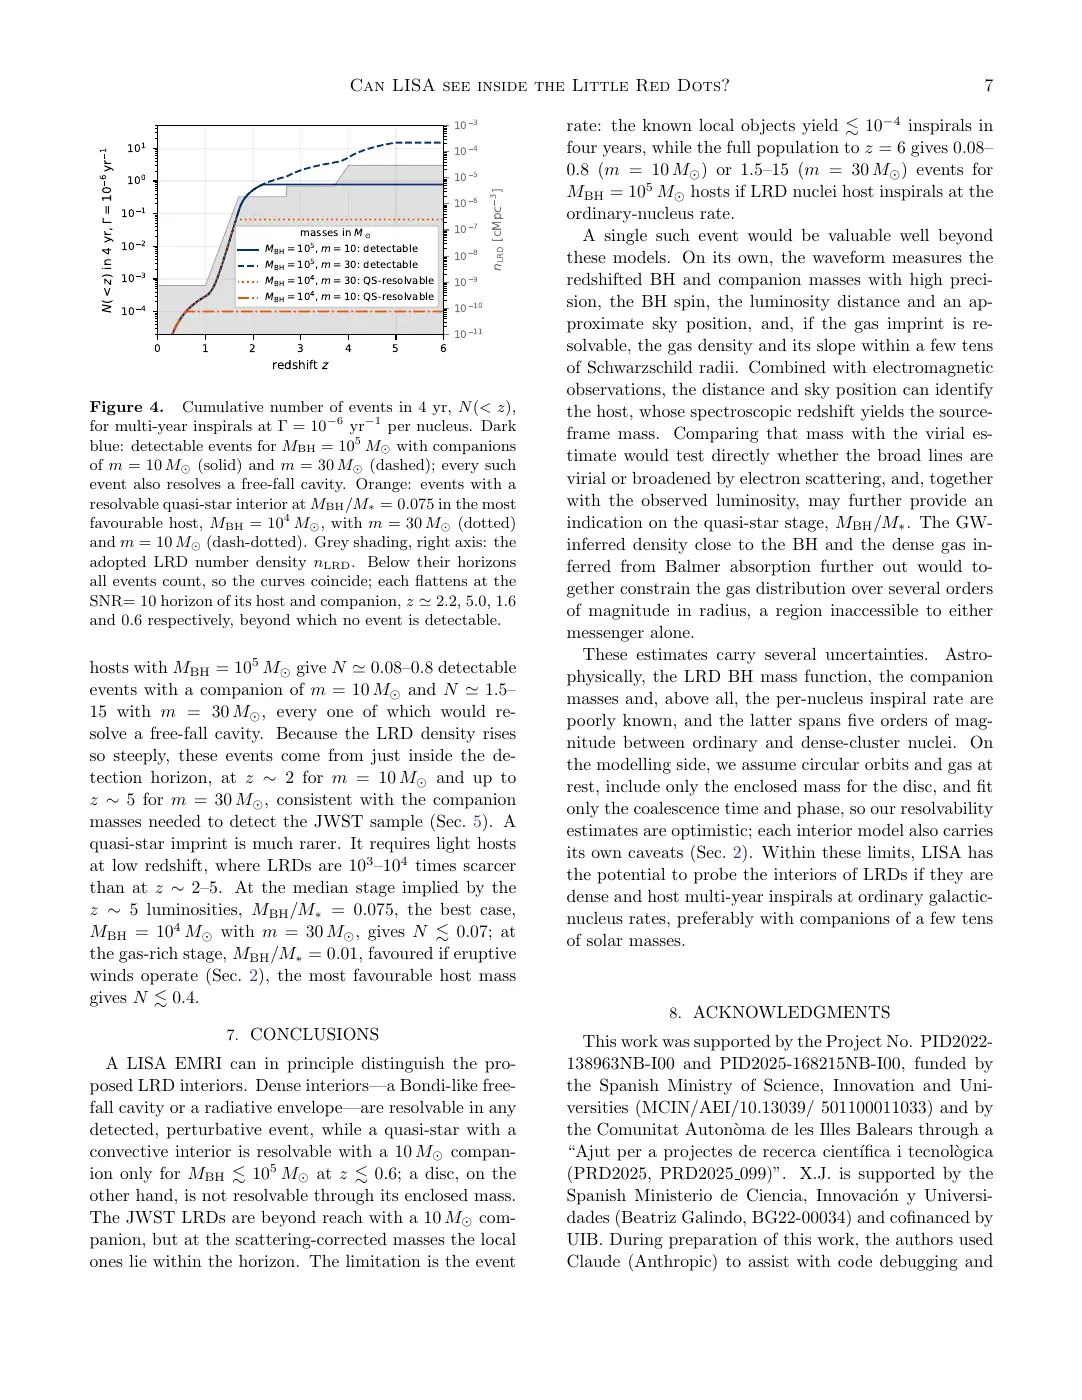 Can LISA see inside the Little Red Dots?
7
10¹
10⁰
10⁻¹
10⁻²
10⁻³
10⁻⁴
N(< z) in 4 yr, Γ = 10⁻⁶ yr⁻¹
0 1 2 3 4 5 6
redshift z
10⁻³
10⁻⁴
10⁻⁵
10⁻⁶
10⁻⁷
10⁻⁸
10⁻⁹
10⁻¹⁰
10⁻¹¹
n_LRD [cMpc⁻³]
masses in M⊙
M_BH = 10⁵, m = 10: detectable
M_BH = 10⁵, m = 30: detectable
M_BH = 10⁴, m = 30: QS-resolvable
M_BH = 10⁴, m = 10: QS-resolvable
Figure 4. Cumulative number of events in 4 yr, N(< z),
for multi-year inspirals at Γ = 10⁻⁶ yr⁻¹ per nucleus. Dark
blue: detectable events for M_BH = 10⁵ M⊙ with companions
of m = 10 M⊙ (solid) and m = 30 M⊙ (dashed); every such
event also resolves a free-fall cavity. Orange: events with a
resolvable quasi-star interior at M_BH/M∗ = 0.075 in the most
favourable host, M_BH = 10⁴ M⊙, with m = 30 M⊙ (dotted)
and m = 10 M⊙ (dash-dotted). Grey shading, right axis: the
adopted LRD number density n_LRD. Below their horizons
all events count, so the curves coincide; each flattens at the
SNR= 10 horizon of its host and companion, z ≃ 2.2, 5.0, 1.6
and 0.6 respectively, beyond which no event is detectable.
hosts with M_BH = 10⁵ M⊙ give N ≃ 0.08–0.8 detectable
events with a companion of m = 10 M⊙ and N ≃ 1.5–
15 with m = 30 M⊙, every one of which would re-
solve a free-fall cavity. Because the LRD density rises
so steeply, these events come from just inside the de-
tection horizon, at z ∼ 2 for m = 10 M⊙ and up to
z ∼ 5 for m = 30 M⊙, consistent with the companion
masses needed to detect the JWST sample (Sec. 5). A
quasi-star imprint is much rarer. It requires light hosts
at low redshift, where LRDs are 10³–10⁴ times scarcer
than at z ∼ 2–5. At the median stage implied by the
z ∼ 5 luminosities, M_BH/M∗ = 0.075, the best case,
M_BH = 10⁴ M⊙ with m = 30 M⊙, gives N ≲ 0.07; at
the gas-rich stage, M_BH/M∗ = 0.01, favoured if eruptive
winds operate (Sec. 2), the most favourable host mass
gives N ≲ 0.4.
7. CONCLUSIONS
A LISA EMRI can in principle distinguish the pro-
posed LRD interiors. Dense interiors—a Bondi-like free-
fall cavity or a radiative envelope—are resolvable in any
detected, perturbative event, while a quasi-star with a
convective interior is resolvable with a 10 M⊙ compan-
ion only for M_BH ≲ 10⁵ M⊙ at z ≲ 0.6; a disc, on the
other hand, is not resolvable through its enclosed mass.
The JWST LRDs are beyond reach with a 10 M⊙ com-
panion, but at the scattering-corrected masses the local
ones lie within the horizon. The limitation is the event
rate: the known local objects yield ≲ 10⁻⁴ inspirals in
four years, while the full population to z = 6 gives 0.08–
0.8 (m = 10 M⊙) or 1.5–15 (m = 30 M⊙) events for
M_BH = 10⁵ M⊙ hosts if LRD nuclei host inspirals at the
ordinary-nucleus rate.
A single such event would be valuable well beyond
these models. On its own, the waveform measures the
redshifted BH and companion masses with high preci-
sion, the BH spin, the luminosity distance and an ap-
proximate sky position, and, if the gas imprint is re-
solvable, the gas density and its slope within a few tens
of Schwarzschild radii. Combined with electromagnetic
observations, the distance and sky position can identify
the host, whose spectroscopic redshift yields the source-
frame mass. Comparing that mass with the virial es-
timate would test directly whether the broad lines are
virial or broadened by electron scattering, and, together
with the observed luminosity, may further provide an
indication on the quasi-star stage, M_BH/M∗. The GW-
inferred density close to the BH and the dense gas in-
ferred from Balmer absorption further out would to-
gether constrain the gas distribution over several orders
of magnitude in radius, a region inaccessible to either
messenger alone.
These estimates carry several uncertainties. Astro-
physically, the LRD BH mass function, the companion
masses and, above all, the per-nucleus inspiral rate are
poorly known, and the latter spans five orders of mag-
nitude between ordinary and dense-cluster nuclei. On
the modelling side, we assume circular orbits and gas at
rest, include only the enclosed mass for the disc, and fit
only the coalescence time and phase, so our resolvability
estimates are optimistic; each interior model also carries
its own caveats (Sec. 2). Within these limits, LISA has
the potential to probe the interiors of LRDs if they are
dense and host multi-year inspirals at ordinary galactic-
nucleus rates, preferably with companions of a few tens
of solar masses.
8. ACKNOWLEDGMENTS
This work was supported by the Project No. PID2022-
138963NB-I00 and PID2025-168215NB-I00, funded by
the Spanish Ministry of Science, Innovation and Uni-
versities (MCIN/AEI/10.13039/ 501100011033) and by
the Comunitat Autonòma de les Illes Balears through a
“Ajut per a projectes de recerca científica i tecnològica
(PRD2025, PRD2025_099)”. X.J. is supported by the
Spanish Ministerio de Ciencia, Innovación y Universi-
dades (Beatriz Galindo, BG22-00034) and cofinanced by
UIB. During preparation of this work, the authors used
Claude (Anthropic) to assist with code debugging and